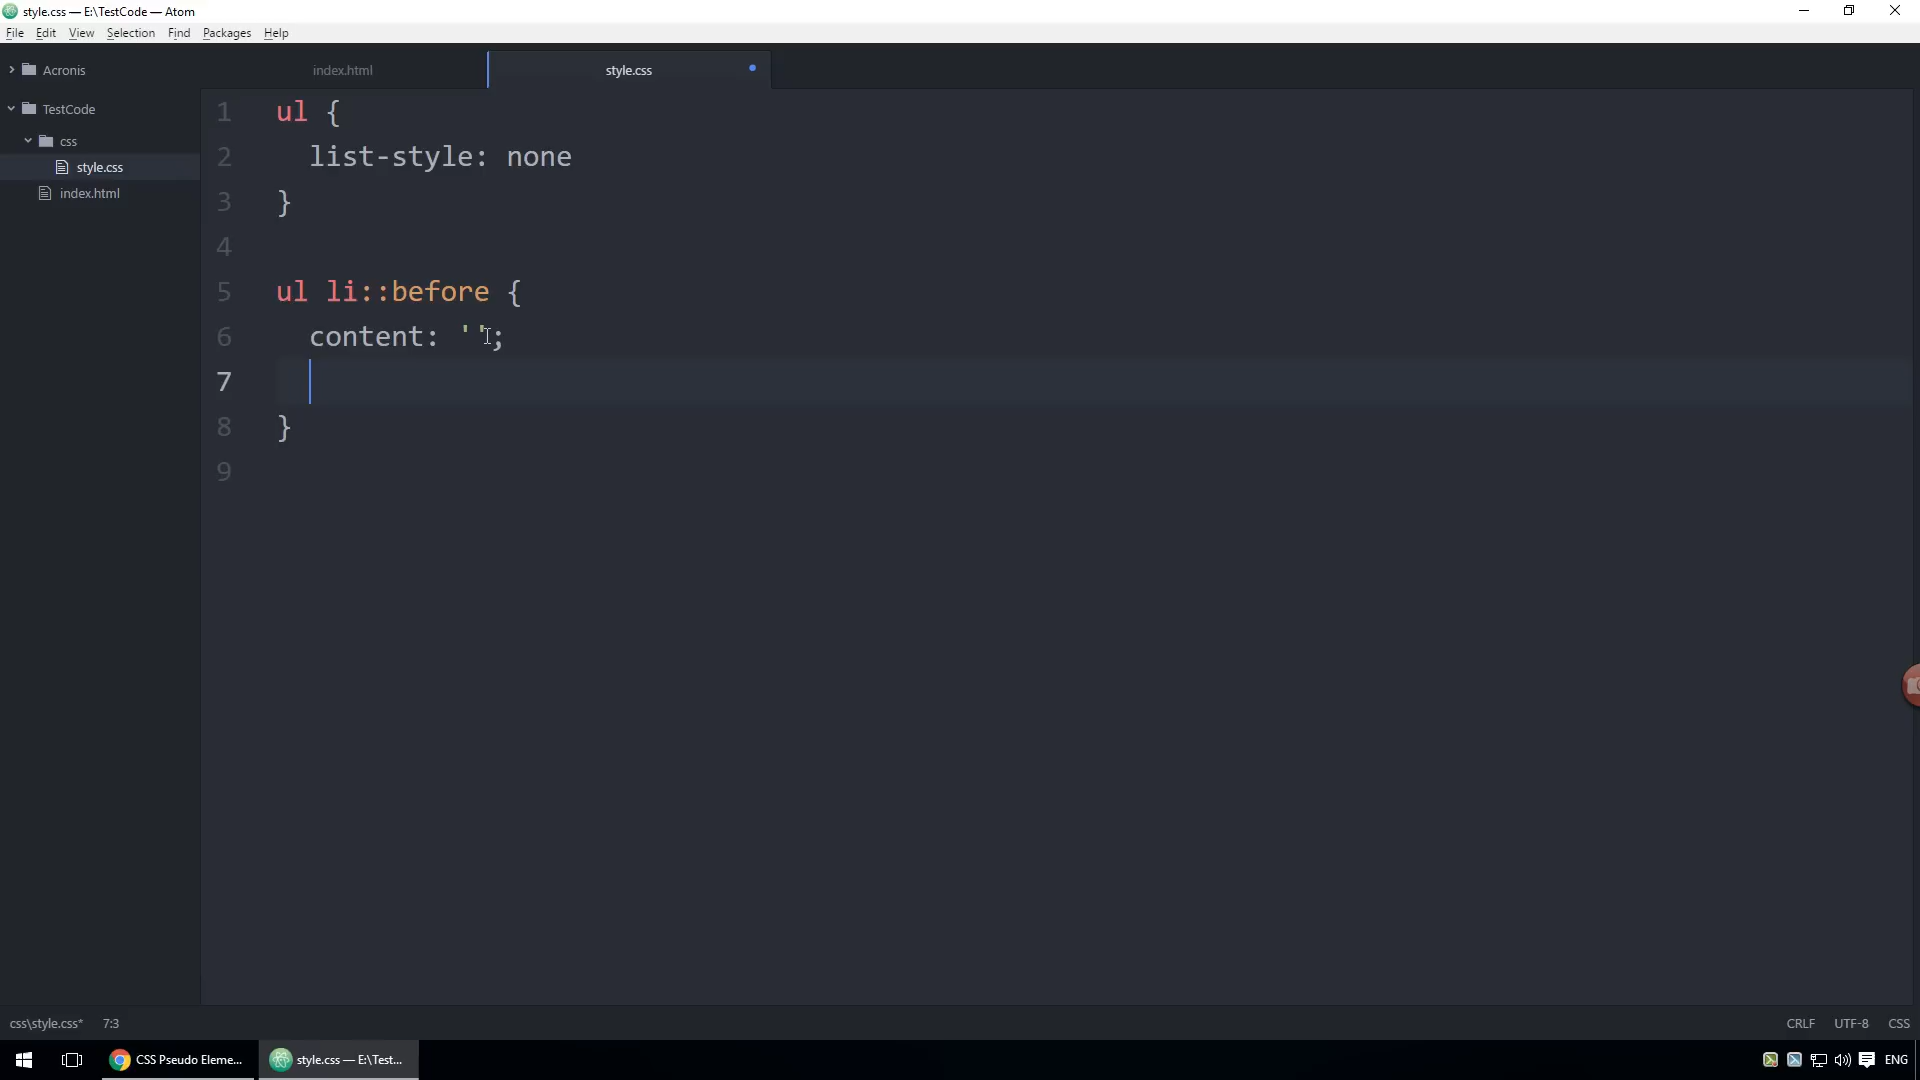 style.css — E:\TestCode — Atom
File Edit View Selection Find Packages Help
Acronis
TestCode
css
style.css
index.html
index.html
style.css
1 ul {
2   list-style: none
3 }
4
5 ul li::before {
6   content: '';
7
8 }
9
css\style.css* 7:3
CRLF UTF-8 CSS
CSS Pseudo Eleme...
style.css — E:\Test...
ENG